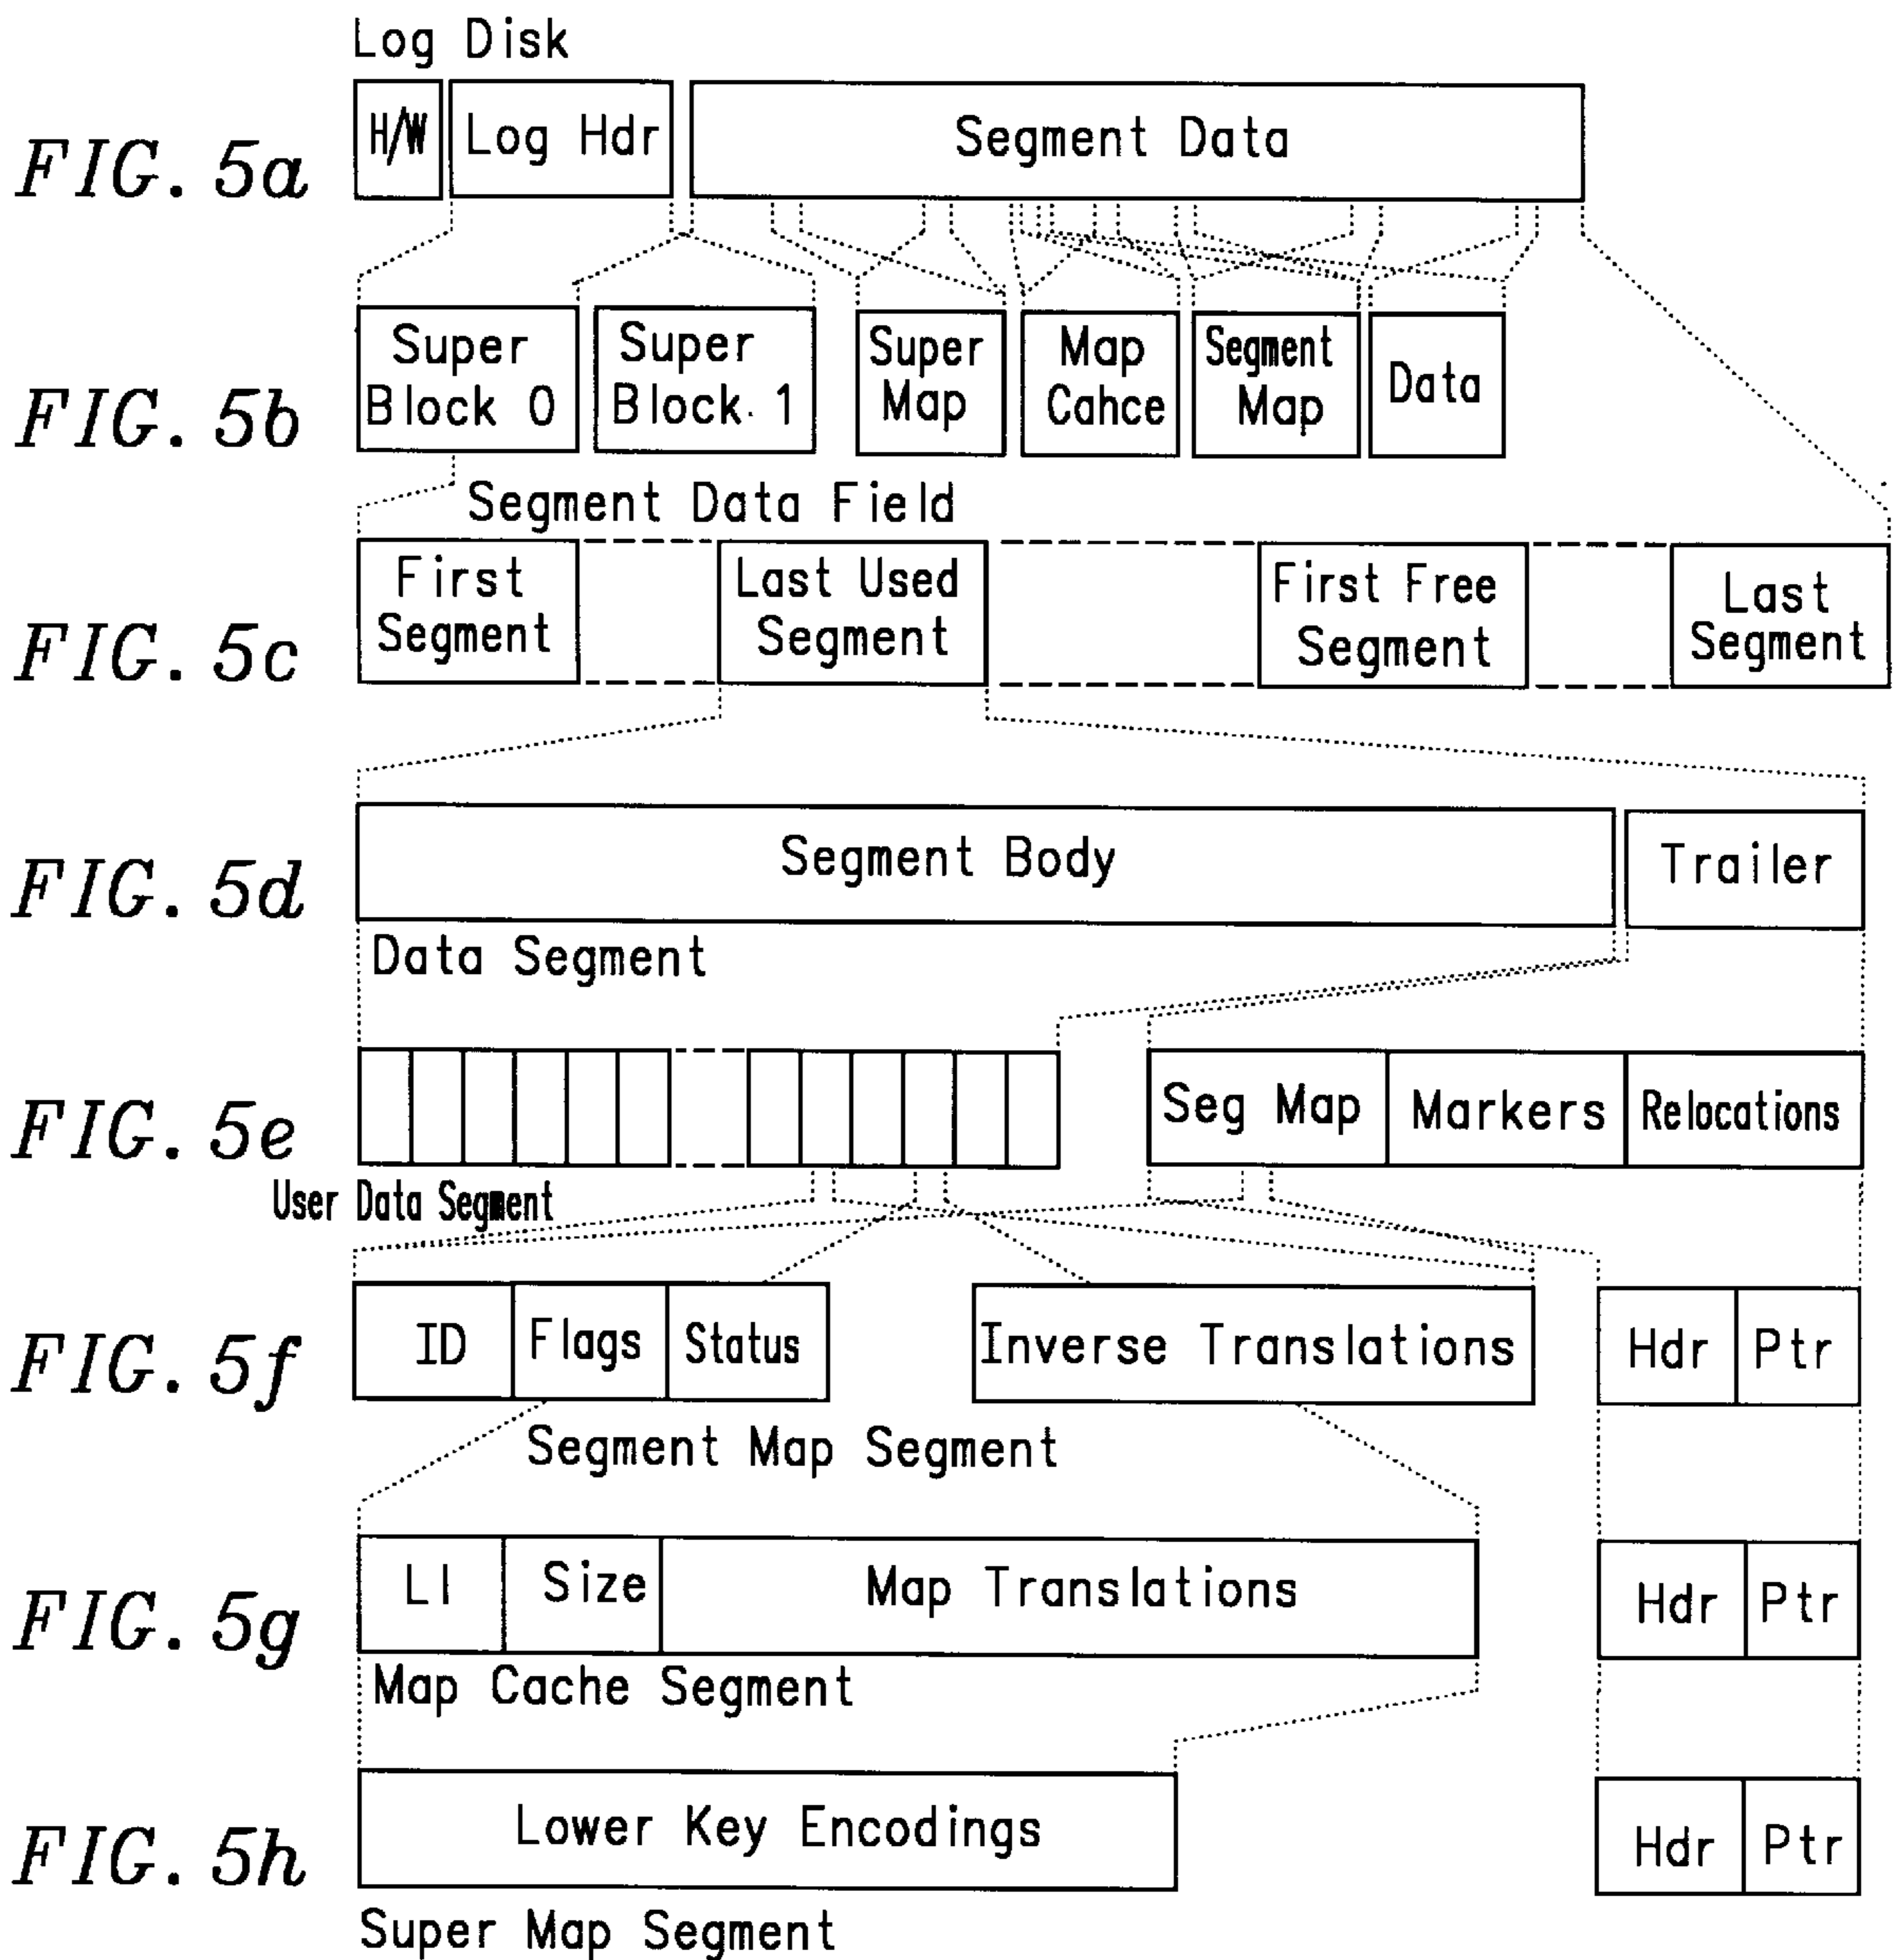 Log Disk
FIG. 5a H/W Log Hdr Segment Data
FIG. 5b Super Block 0 Super Block 1 Super Map Map Cahce Segment Map Data
Segment Data Field
FIG. 5c First Segment Last Used Segment First Free Segment Last Segment
FIG. 5d Segment Body Trailer
Data Segment
FIG. 5e Seg Map Markers Relocations
User Data Segment
FIG. 5f ID Flags Status Inverse Translations Hdr Ptr
Segment Map Segment
FIG. 5g LI Size Map Translations Hdr Ptr
Map Cache Segment
FIG. 5h Lower Key Encodings Hdr Ptr
Super Map Segment